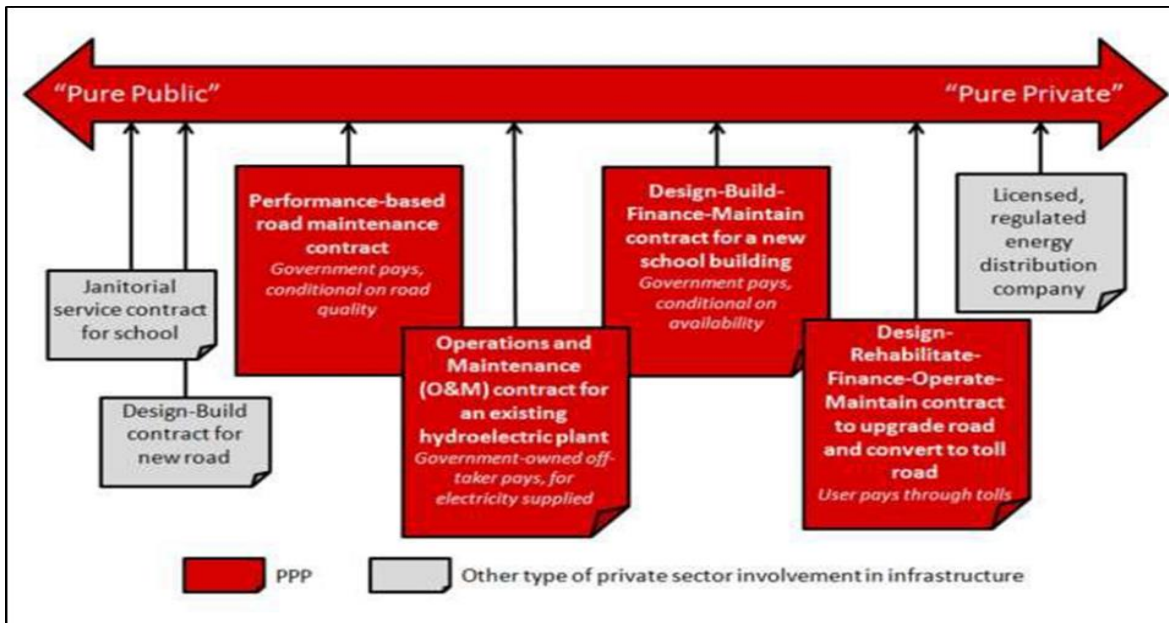 “Pure Public”
“Pure Private”
Janitorial
service contract
for school
Design-Build
contract for
new road
Performance-based
road maintenance
contract
Government pays,
conditional on road
quality
Operations and
Maintenance
(O&M) contract for
an existing
hydroelectric plant
Government-owned off-
taker pays, for
electricity supplied
Design-Build-
Finance-Maintain
contract for a new
school building
Government pays,
conditional on
availability
Design-
Rehabilitate-
Finance-Operate-
Maintain contract
to upgrade road
and convert to toll
road
User pays through tolls
Licensed,
regulated
energy
distribution
company
PPP
Other type of private sector involvement in infrastructure